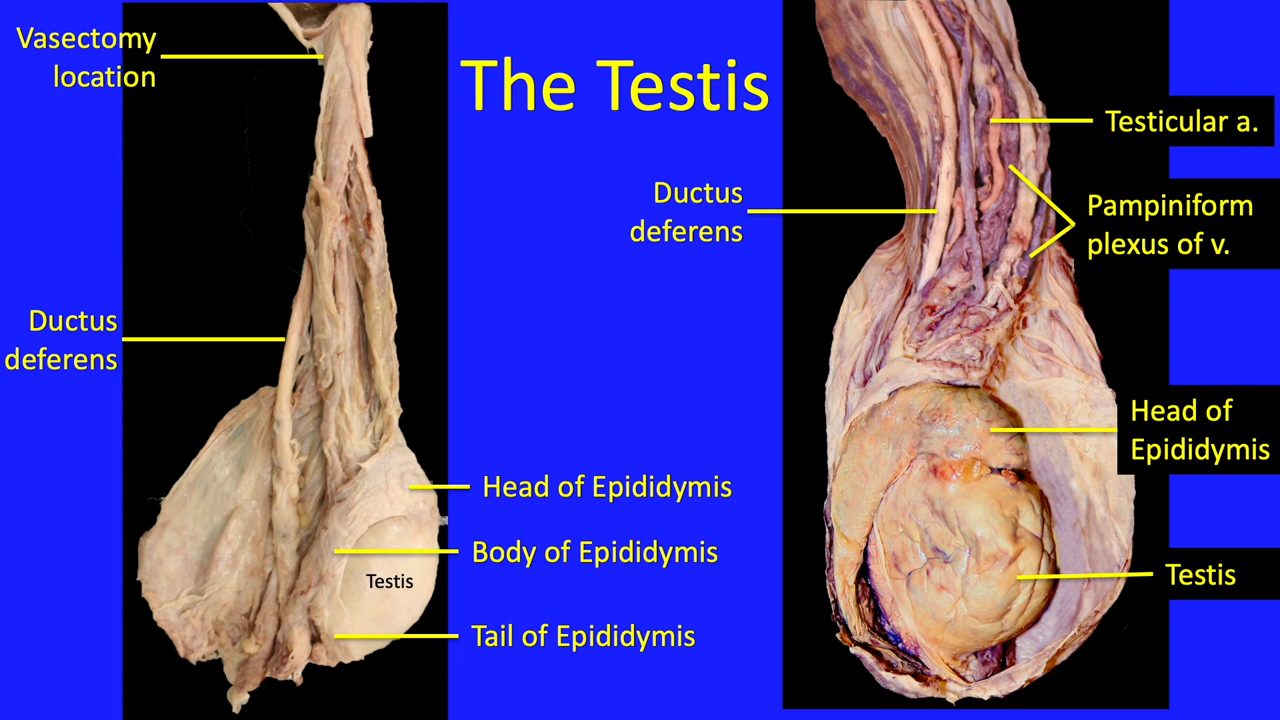 Vasectomy
location
The Testis
Testicular a.
Ductus
deferens
Pampiniform
plexus of v.
Ductus
deferens
Head of
Epididymis
Head of Epididymis
Body of Epididymis
Testis
Testis
Tail of Epididymis